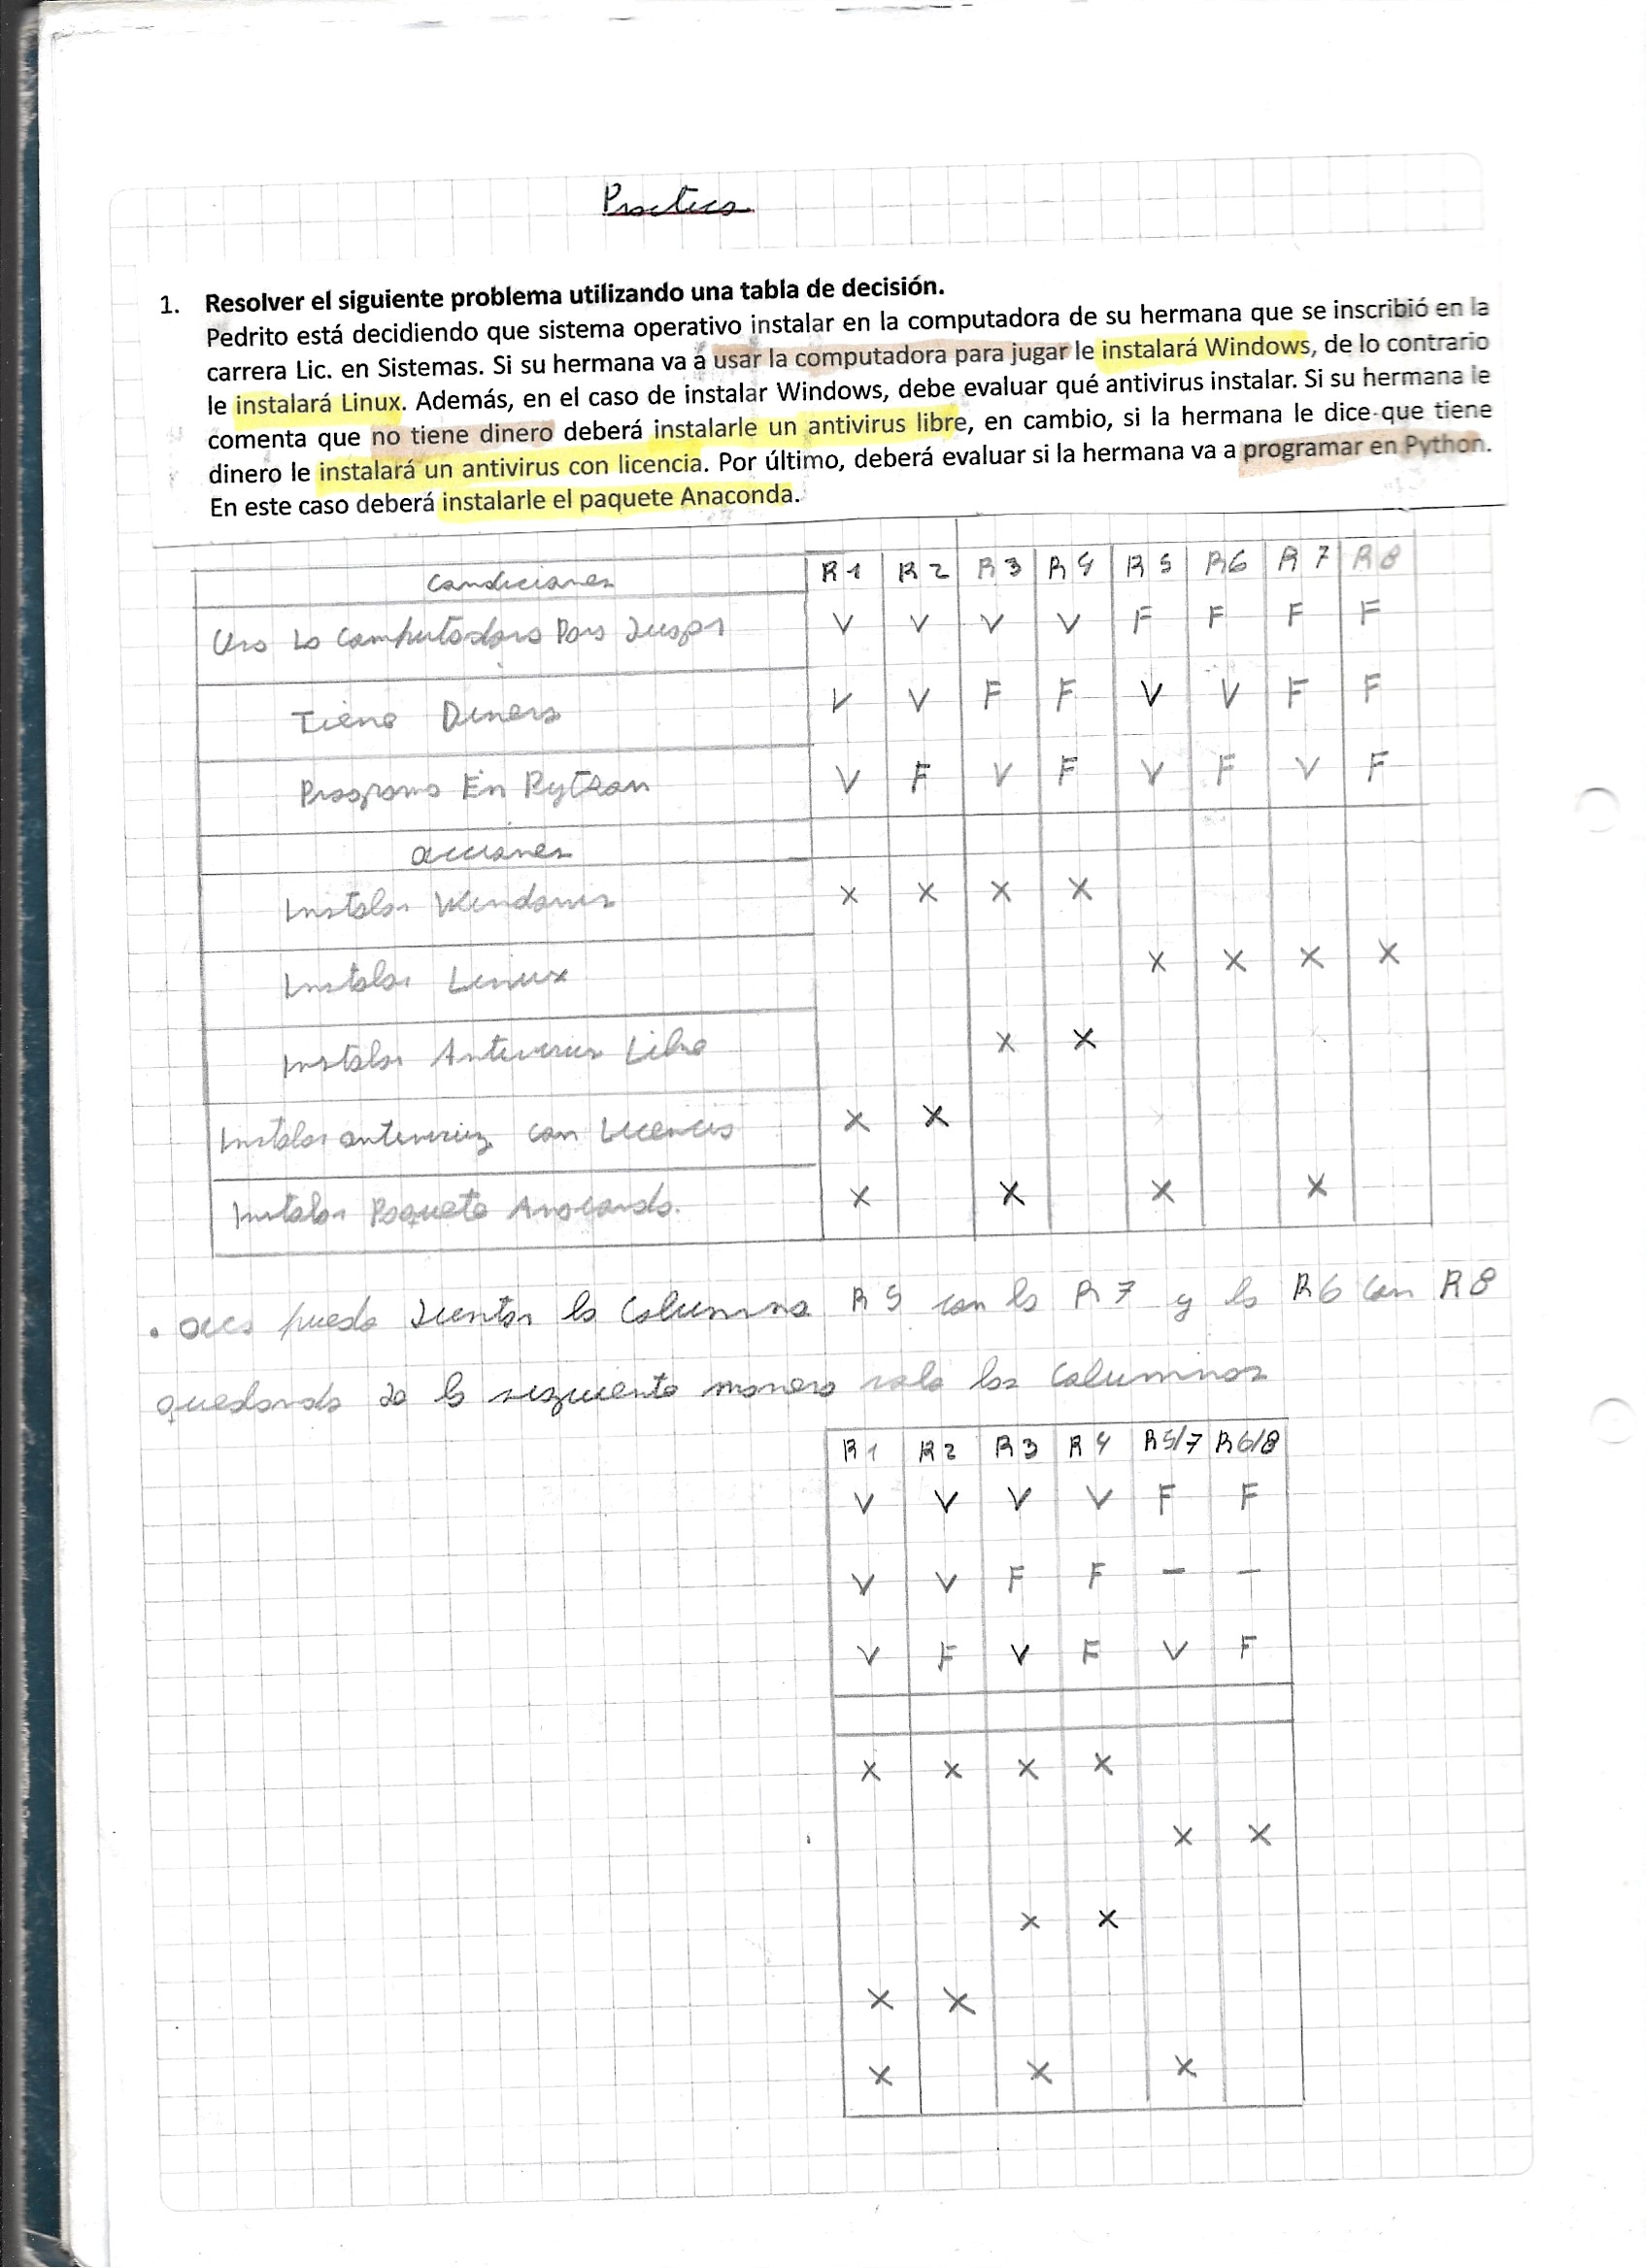 Practica
1. Resolver el siguiente problema utilizando una tabla de decisión.
Pedrito está decidiendo que sistema operativo instalar en la computadora de su hermana que se inscribió en la
carrera Lic. en Sistemas. Si su hermana va a usar la computadora para jugar le instalará Windows, de lo contrario
le instalará Linux. Además, en el caso de instalar Windows, debe evaluar qué antivirus instalar. Si su hermana le
comenta que no tiene dinero deberá instalarle un antivirus libre, en cambio, si la hermana le dice que tiene
dinero le instalará un antivirus con licencia. Por último, deberá evaluar si la hermana va a programar en Python.
En este caso deberá instalarle el paquete Anaconda.
Condiciones R1 R2 R3 R4 R5 R6 R7 R8
Usa La Computadora Para Jugar V V V V F F F F
Tiene Dinero V V F F V V F F
Programa En Python V F V F V F V F
acciones
Instalar Windows X X X X
Instalar Linux X X X X
Instalar Antivirus Libre X X
Instalar antivirus con Licencia X X
Instalar Paquete Anaconda. X X X X
• aca puedo Juntar la Columna R5 con la R7 y la R6 con R8
quedando de la siguiente manera solo las Columnas
R1 R2 R3 R4 R5/7 R6/8
V V V V F F
V V F F - -
V F V F V F
X X X X
X X
X X
X X
X X X